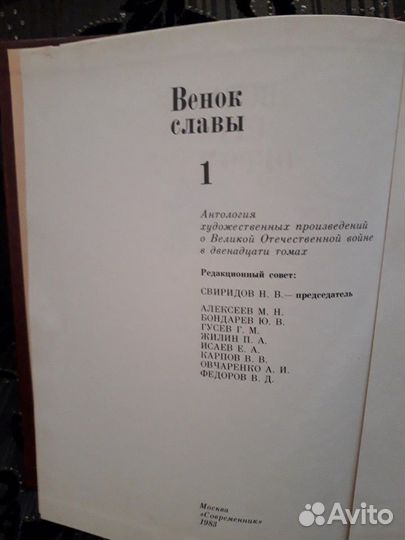 Венок
славы
1
Антология
художественных произведений
о Великой Отечественной войне
в двенадцати томах
Редакционный совет:
СВИРИДОВ Н. В.— председатель
АЛЕКСЕЕВ М. Н.
БОНДАРЕВ Ю. В.
ГУСЕВ Г. М.
ЖИЛИН П. А.
ИСАЕВ Е. А.
КАРПОВ В. В.
ОВЧАРЕНКО А. И.
ФЕДОРОВ В. Д.
Москва
«Современник»
1983
Avito